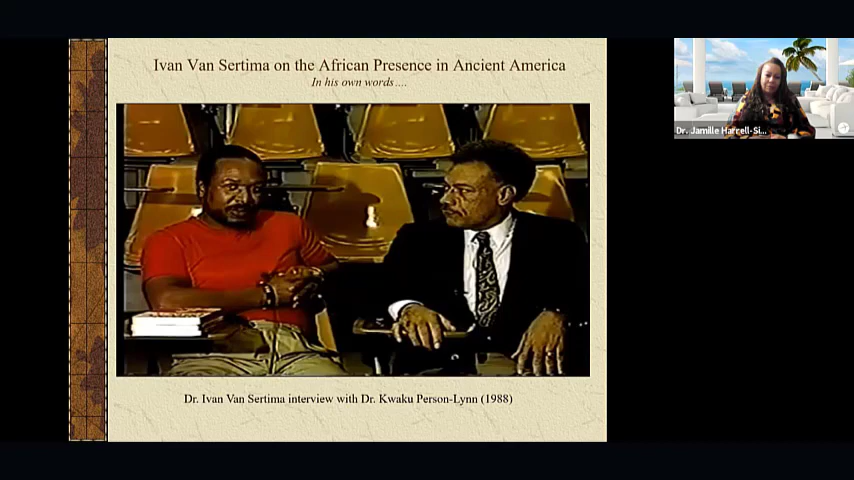 Ivan Van Sertima on the African Presence in Ancient America
In his own words….
Dr. Ivan Van Sertima interview with Dr. Kwaku Person-Lynn (1988)
Dr. Jamille Harrell-Si...